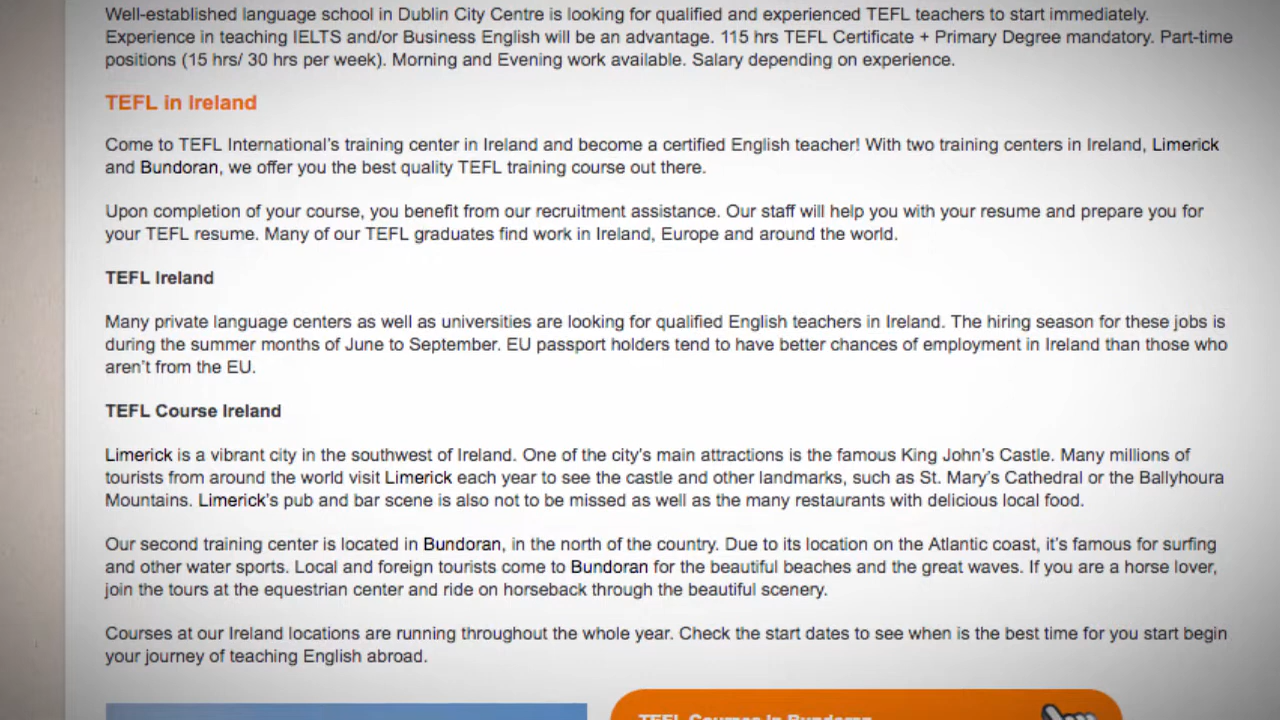 Well-established language school in Dublin City Centre is looking for qualified and experienced TEFL teachers to start immediately.
Experience in teaching IELTS and/or Business English will be an advantage. 115 hrs TEFL Certificate + Primary Degree mandatory. Part-time
positions (15 hrs/ 30 hrs per week). Morning and Evening work available. Salary depending on experience.
TEFL in Ireland
Come to TEFL International's training center in Ireland and become a certified English teacher! With two training centers in Ireland, Limerick
and Bundoran, we offer you the best quality TEFL training course out there.
Upon completion of your course, you benefit from our recruitment assistance. Our staff will help you with your resume and prepare you for
your TEFL resume. Many of our TEFL graduates find work in Ireland, Europe and around the world.
TEFL Ireland
Many private language centers as well as universities are looking for qualified English teachers in Ireland. The hiring season for these jobs is
during the summer months of June to September. EU passport holders tend to have better chances of employment in Ireland than those who
aren't from the EU.
TEFL Course Ireland
Limerick is a vibrant city in the southwest of Ireland. One of the city's main attractions is the famous King John's Castle. Many millions of
tourists from around the world visit Limerick each year to see the castle and other landmarks, such as St. Mary's Cathedral or the Ballyhoura
Mountains. Limerick's pub and bar scene is also not to be missed as well as the many restaurants with delicious local food.
Our second training center is located in Bundoran, in the north of the country. Due to its location on the Atlantic coast, it's famous for surfing
and other water sports. Local and foreign tourists come to Bundoran for the beautiful beaches and the great waves. If you are a horse lover,
join the tours at the equestrian center and ride on horseback through the beautiful scenery.
Courses at our Ireland locations are running throughout the whole year. Check the start dates to see when is the best time for you start begin
your journey of teaching English abroad.
TEFL Courses in Bundoran